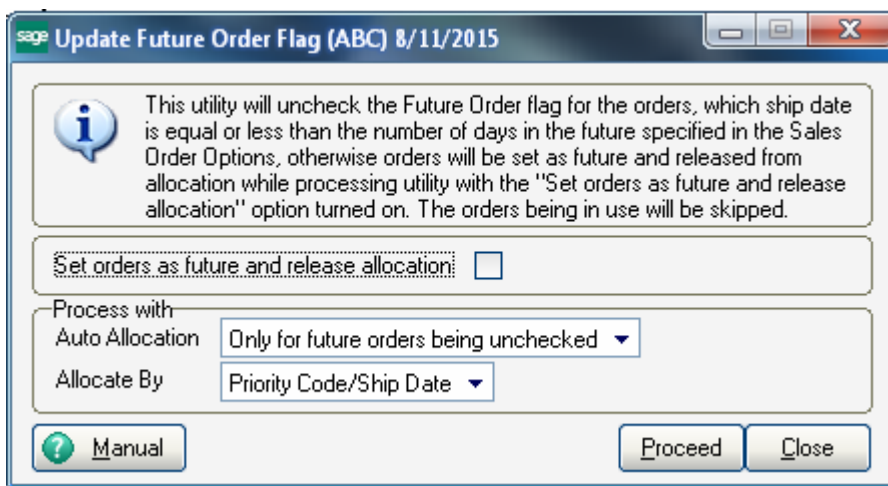 sage Update Future Order Flag (ABC) 8/11/2015
This utility will uncheck the Future Order flag for the orders, which ship date
is equal or less than the number of days in the future specified in the Sales
Order Options, otherwise orders will be set as future and released from
allocation while processing utility with the "Set orders as future and release
allocation" option turned on. The orders being in use will be skipped.
Set orders as future and release allocation
Process with
Auto Allocation Only for future orders being unchecked
Allocate By Priority Code/Ship Date
? Manual Proceed Close